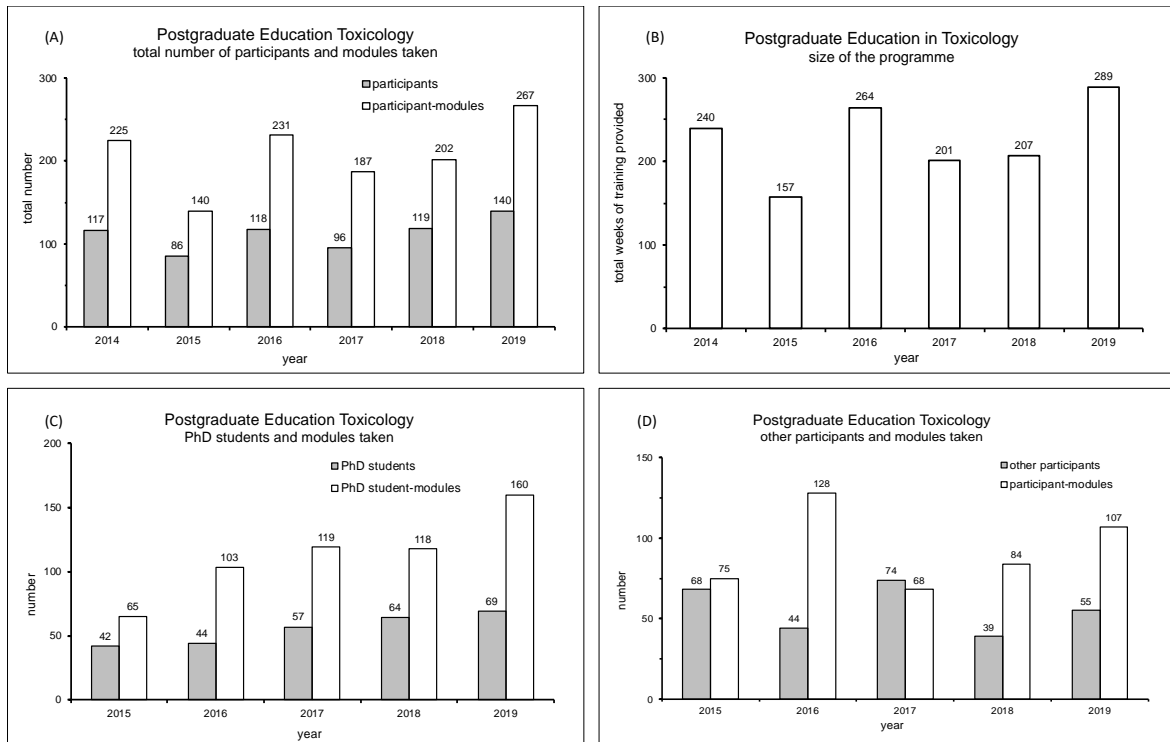 (A)
Postgraduate Education Toxicology
total number of participants and modules taken
participants
participant-modules
total number
300
200
100
0
117
225
86
140
118
231
96
187
119
202
140
267
2014
2015
2016
2017
2018
2019
year
(B)
Postgraduate Education in Toxicology
size of the programme
total weeks of training provided
300
200
100
0
240
157
264
201
207
289
2014
2015
2016
2017
2018
2019
year
(C)
Postgraduate Education Toxicology
PhD students and modules taken
PhD students
PhD student-modules
number
200
150
100
50
0
42
65
44
103
57
119
64
118
69
160
2015
2016
2017
2018
2019
year
(D)
Postgraduate Education Toxicology
other participants and modules taken
other participants
participant-modules
number
150
100
50
0
68
75
44
128
74
68
39
84
55
107
2015
2016
2017
2018
2019
year